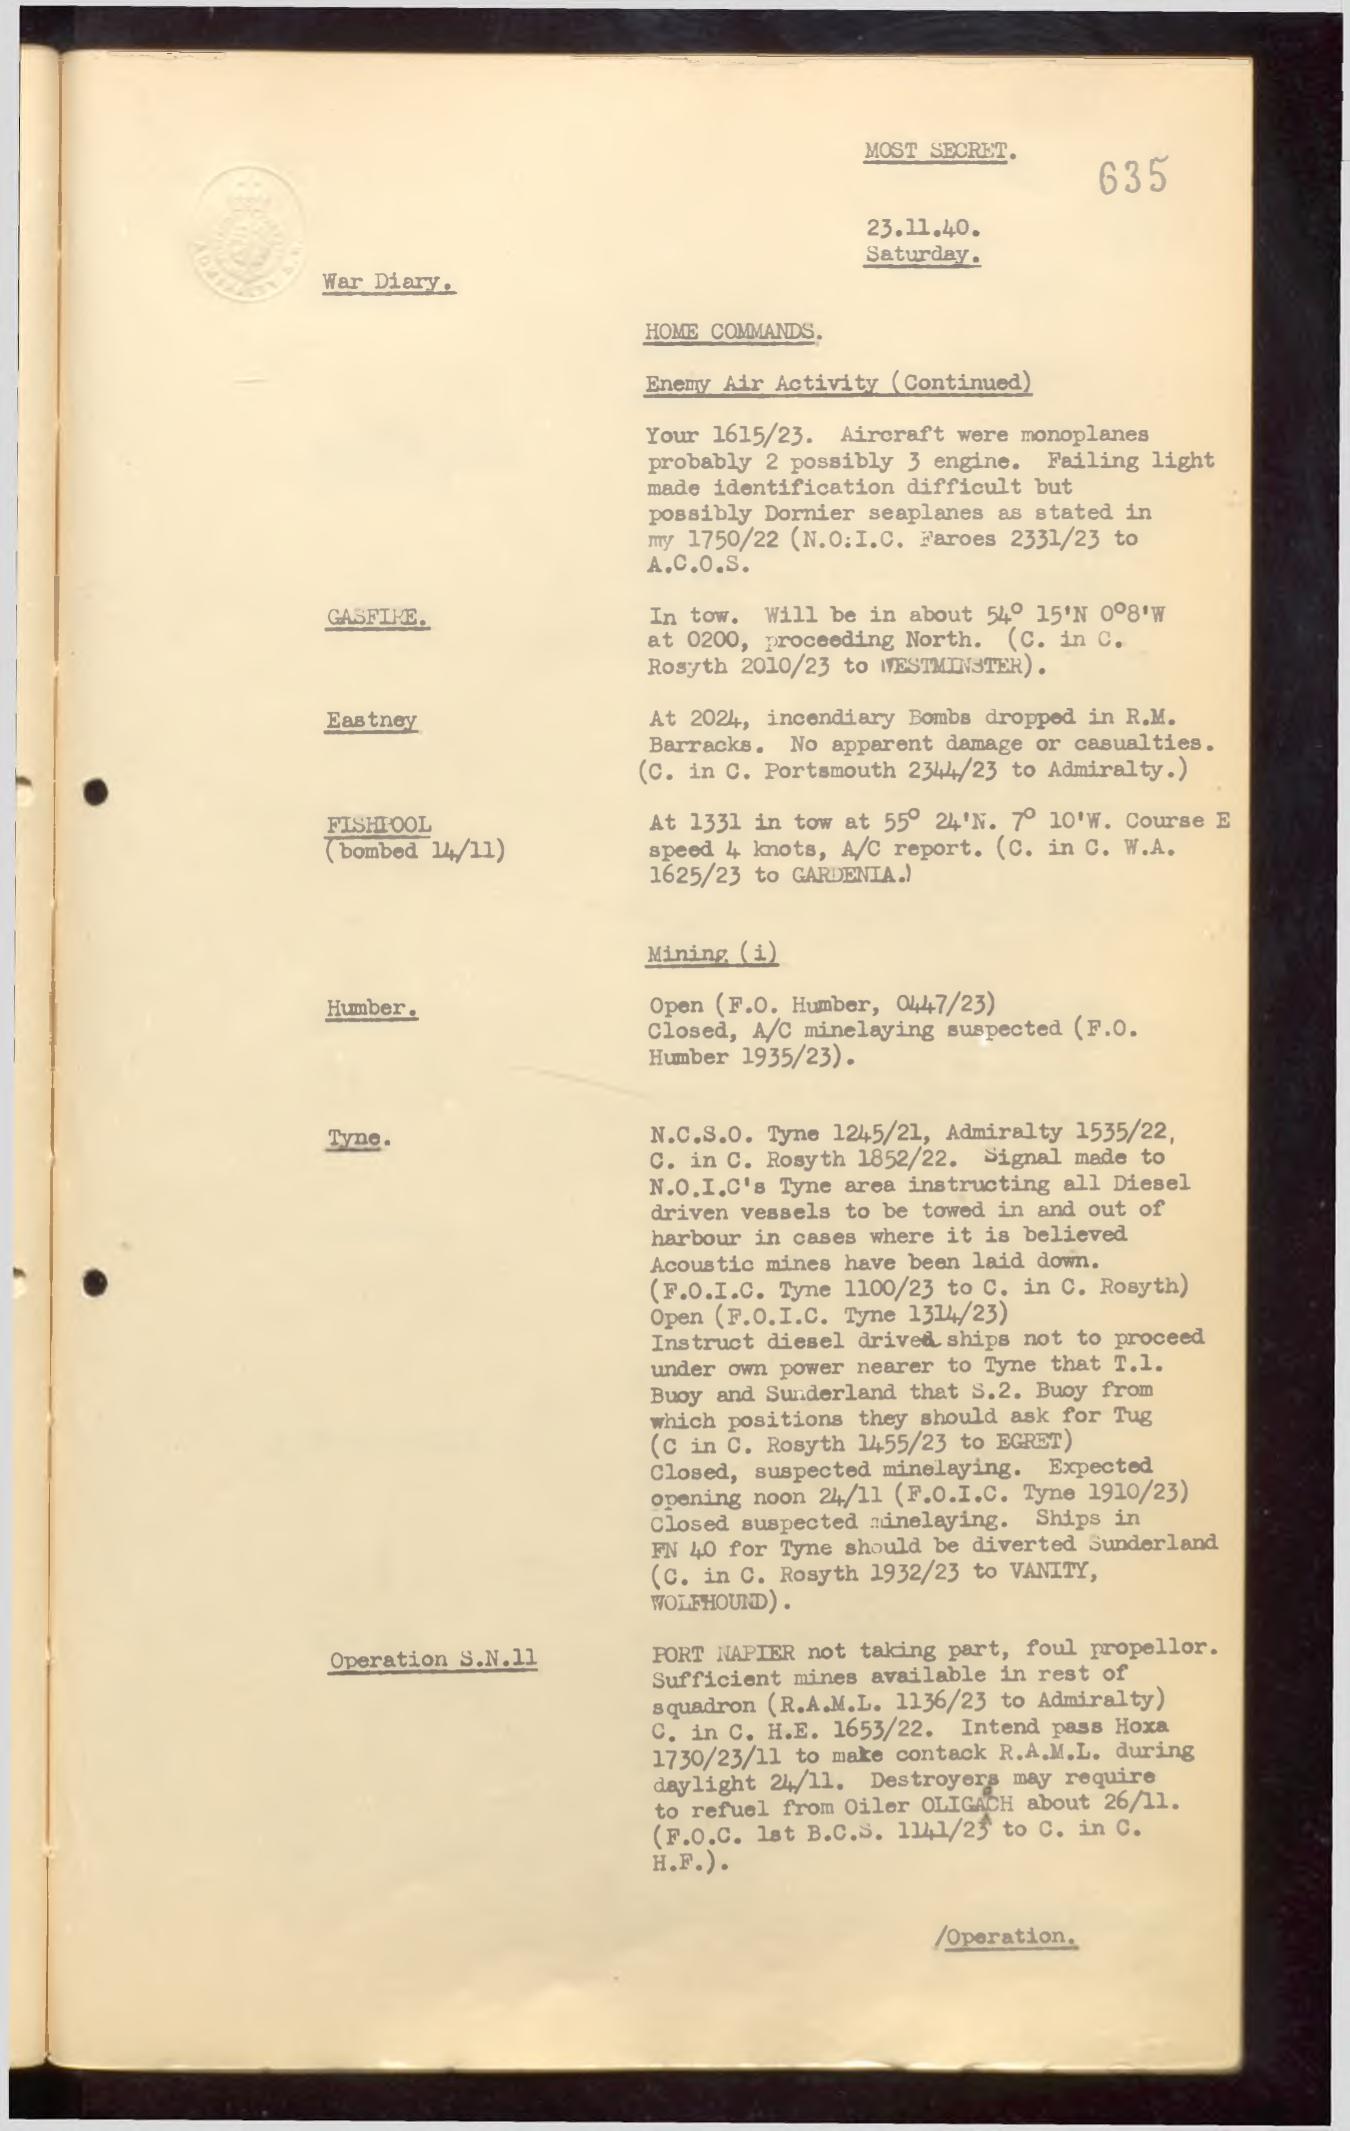 MOST SECRET.
635
23.11.40.
Saturday.
War Diary.
HOME COMMANDS.
Enemy Air Activity (Continued)
Your 1615/23. Aircraft were monoplanes
probably 2 possibly 3 engine. Failing light
made identification difficult but
possibly Dornier seaplanes as stated in
my 1750/22 (N.O.I.C. Faroes 2331/23 to
A.C.O.S.
GASFIRE.
In tow. Will be in about 54° 15'N 0°8'W
at 0200, proceeding North. (C. in C.
Rosyth 2010/23 to WESTMINSTER).
Eastney
At 2024, incendiary Bombs dropped in R.M.
Barracks. No apparent damage or casualties.
(C. in C. Portsmouth 2344/23 to Admiralty.)
FISHPOOL
(bombed 14/11)
At 1331 in tow at 55° 24'N. 7° 10'W. Course E
speed 4 knots, A/C report. (C. in C. W.A.
1625/23 to GARDENIA.)
Mining (i)
Humber.
Open (F.O. Humber, 0447/23)
Closed, A/C minelaying suspected (F.O.
Humber 1935/23).
Tyne.
N.C.S.O. Tyne 1245/21, Admiralty 1535/22,
C. in C. Rosyth 1852/22. Signal made to
N.O.I.C's Tyne area instructing all Diesel
driven vessels to be towed in and out of
harbour in cases where it is believed
Acoustic mines have been laid down.
(F.O.I.C. Tyne 1100/23 to C. in C. Rosyth)
Open (F.O.I.C. Tyne 1314/23)
Instruct diesel drived ships not to proceed
under own power nearer to Tyne that T.1.
Buoy and Sunderland that S.2. Buoy from
which positions they should ask for Tug
(C in C. Rosyth 1455/23 to EGRET)
Closed, suspected minelaying. Expected
opening noon 24/11 (F.O.I.C. Tyne 1910/23)
Closed suspected minelaying. Ships in
FN 40 for Tyne should be diverted Sunderland
(C. in C. Rosyth 1932/23 to VANITY,
WOLFHOUND).
Operation S.N.11
PORT NAPIER not taking part, foul propellor.
Sufficient mines available in rest of
squadron (R.A.M.L. 1136/23 to Admiralty)
C. in C. H.E. 1653/22. Intend pass Hoxa
1730/23/11 to make contack R.A.M.L. during
daylight 24/11. Destroyers may require
to refuel from Oiler OLIGACH about 26/11.
(F.O.C. 1st B.C.S. 1141/23 to C. in C.
H.F.).
/Operation.